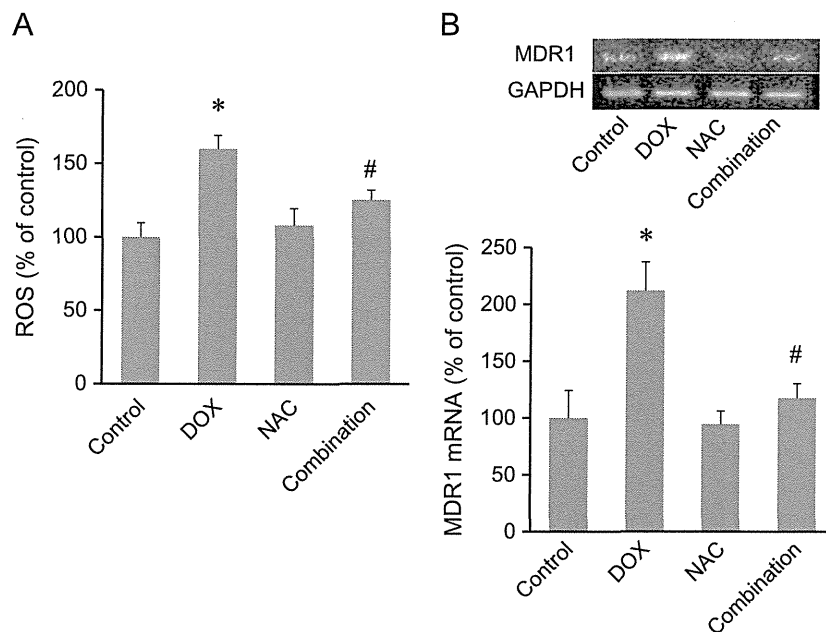 A
ROS (% of control)
200
150
100
50
0
*
#
Control
DOX
NAC
Combination
B
MDR1
GAPDH
Control
DOX
NAC
Combination
MDR1 mRNA (% of control)
250
200
150
100
50
0
*
#
Control
DOX
NAC
Combination